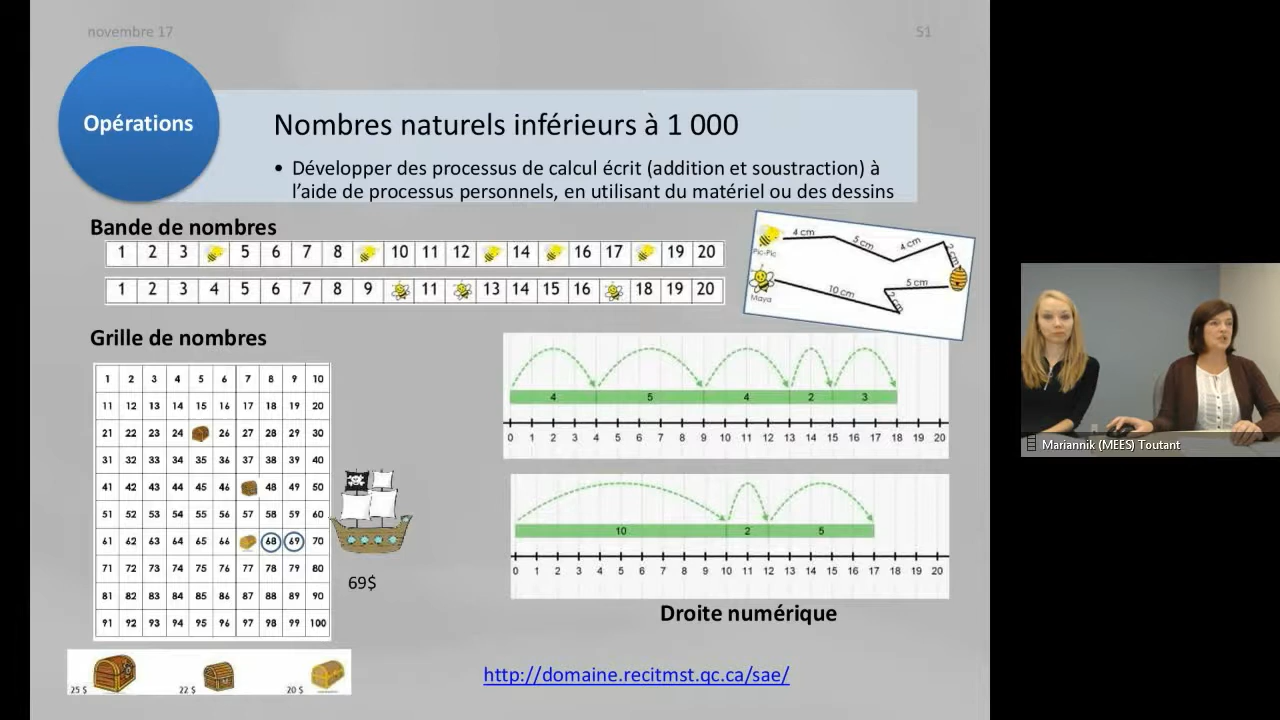 novembre 17
51
Opérations
Nombres naturels inférieurs à 1 000
• Développer des processus de calcul écrit (addition et soustraction) à
l'aide de processus personnels, en utilisant du matériel ou des dessins
Bande de nombres
1 2 3 5 6 7 8 10 11 12 14 16 17 19 20
1 2 3 4 5 6 7 8 9 11 13 14 15 16 18 19 20
4 cm 5 cm 4 cm 2 cm
Pic-Pic
5 cm
10 cm 2 cm
Maya
Grille de nombres
1 2 3 4 5 6 7 8 9 10
11 12 13 14 15 16 17 18 19 20
21 22 23 24 26 27 28 29 30
31 32 33 34 35 36 37 38 39 40
41 42 43 44 45 46 48 49 50
51 52 53 54 55 56 57 58 59 60
61 62 63 64 65 66 68 69 70
71 72 73 74 75 76 77 78 79 80
81 82 83 84 85 86 87 88 89 90
91 92 93 94 95 96 97 98 99 100
69$
25 $ 22 $ 20 $
4 5 4 2 3
0 1 2 3 4 5 6 7 8 9 10 11 12 13 14 15 16 17 18 19 20
10 2 5
0 1 2 3 4 5 6 7 8 9 10 11 12 13 14 15 16 17 18 19 20
Droite numérique
http://domaine.recitmst.qc.ca/sae/
Mariannik (MEES) Toutant